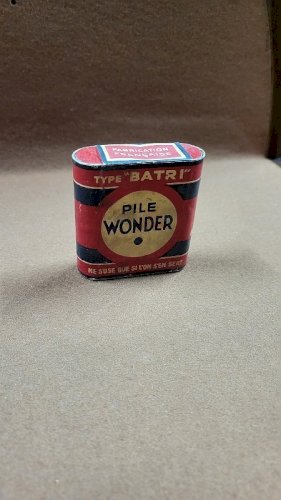 FABRICATION
FRANÇAISE
TYPE "BATRI"
PILE
WONDER
NE S'USE QUE SI L'ON S'EN SERT